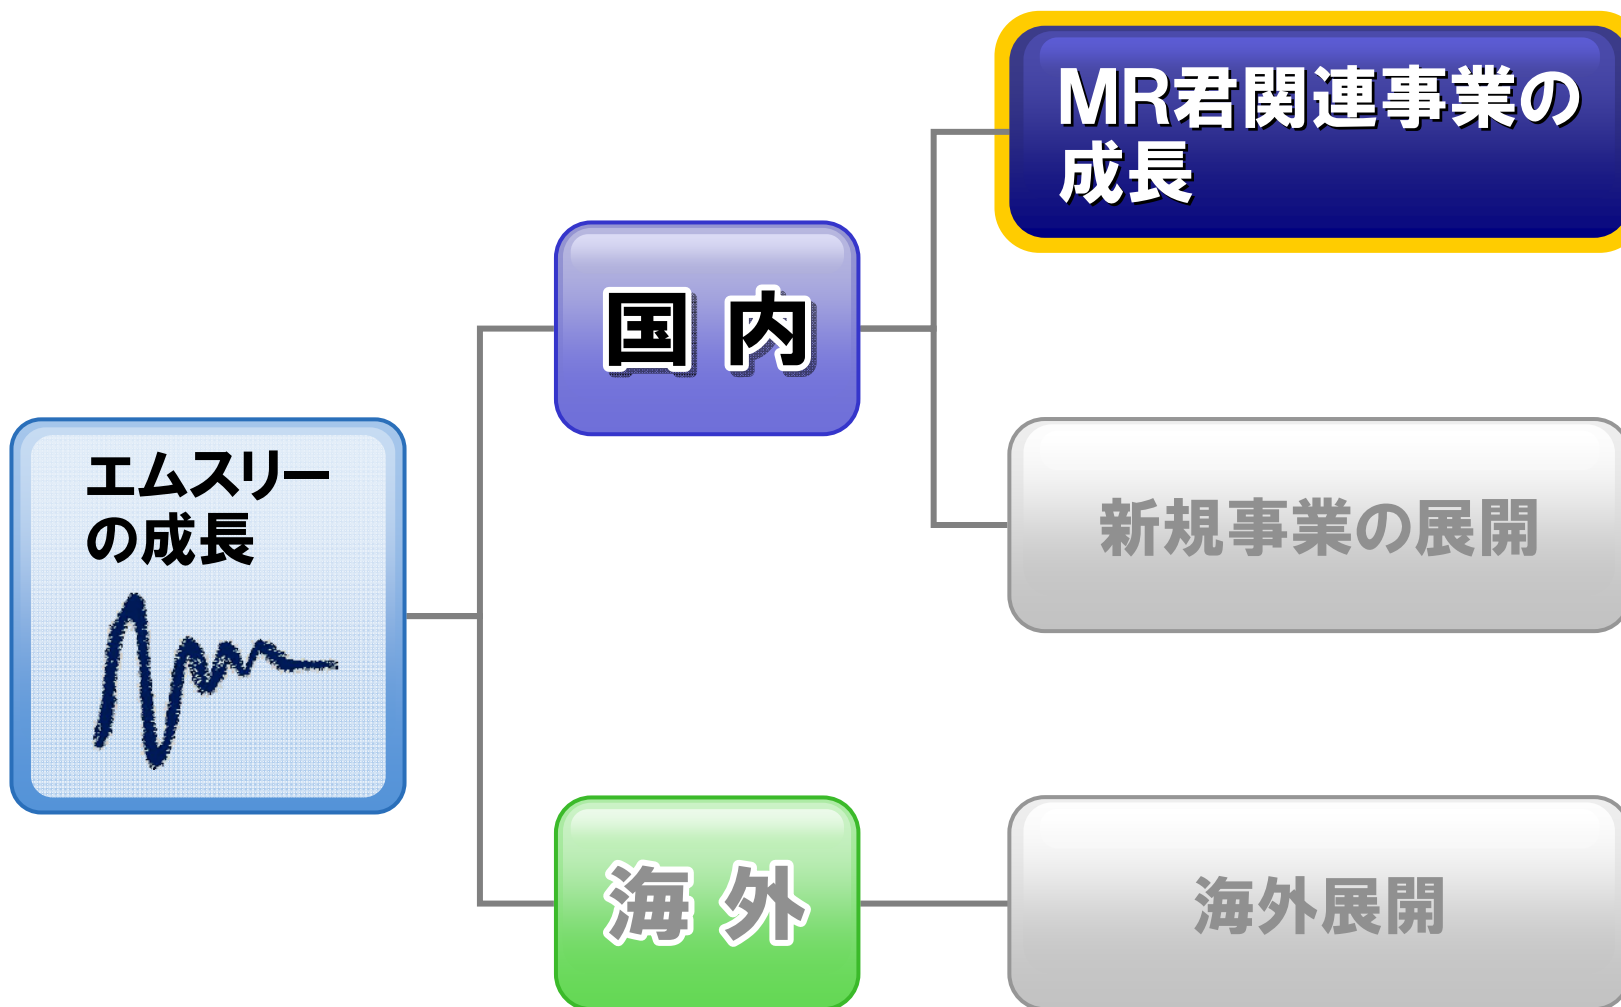 MR君関連事業の
成長
国 内
エムスリー
の成長
新規事業の展開
海 外
海外展開